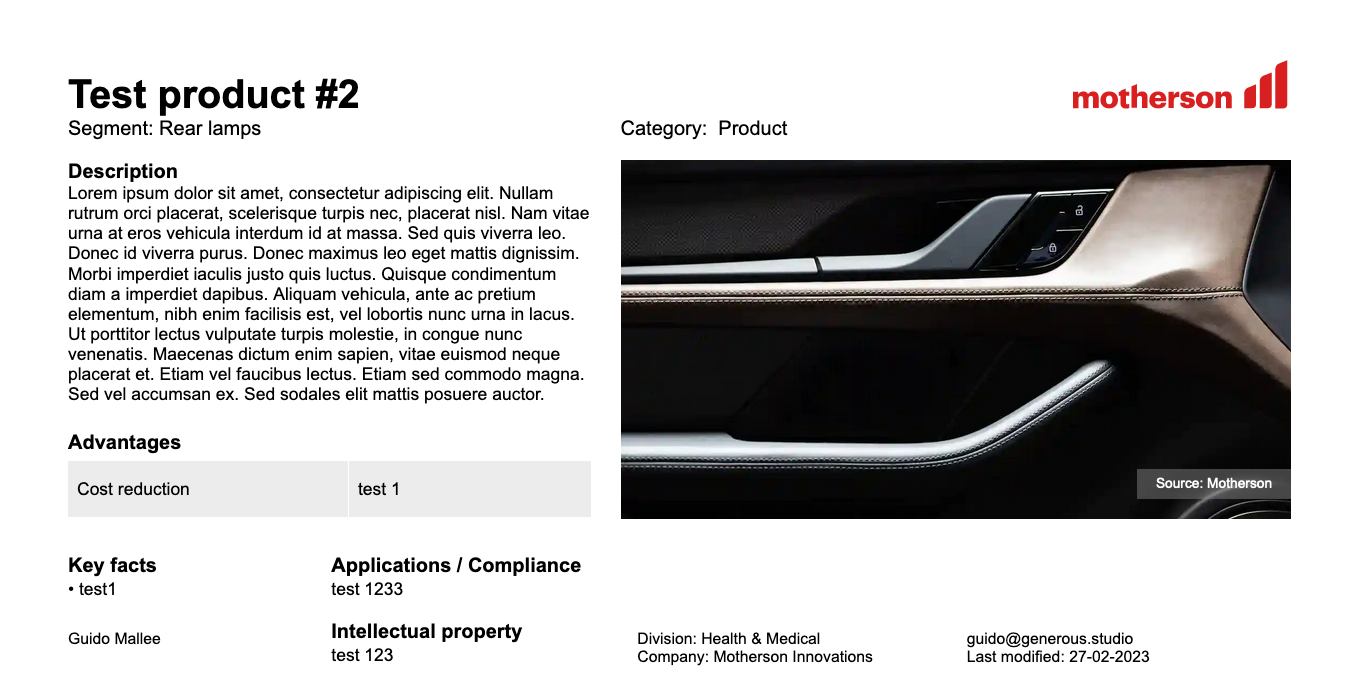 Test product #2
motherson
Segment: Rear lamps
Category: Product
Description
Lorem ipsum dolor sit amet, consectetur adipiscing elit. Nullam
rutrum orci placerat, scelerisque turpis nec, placerat nisl. Nam vitae
urna at eros vehicula interdum id at massa. Sed quis viverra leo.
Donec id viverra purus. Donec maximus leo eget mattis dignissim.
Morbi imperdiet iaculis justo quis luctus. Quisque condimentum
diam a imperdiet dapibus. Aliquam vehicula, ante ac pretium
elementum, nibh enim facilisis est, vel lobortis nunc urna in lacus.
Ut porttitor lectus vulputate turpis molestie, in congue nunc
venenatis. Maecenas dictum enim sapien, vitae euismod neque
placerat et. Etiam vel faucibus lectus. Etiam sed commodo magna.
Sed vel accumsan ex. Sed sodales elit mattis posuere auctor.
Advantages
Cost reduction
test 1
Source: Motherson
Key facts
• test1
Applications / Compliance
test 1233
Intellectual property
test 123
Guido Mallee
Division: Health & Medical
Company: Motherson Innovations
guido@generous.studio
Last modified: 27-02-2023